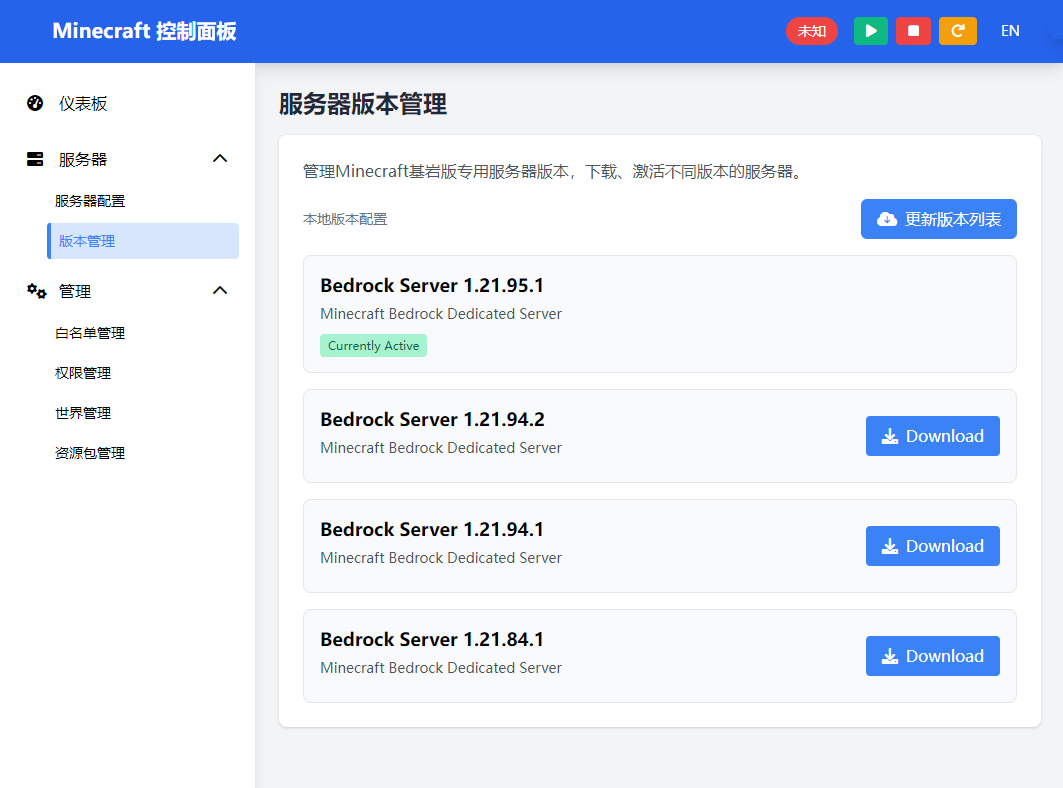 Minecraft 控制面板
未知
EN
仪表板
服务器
服务器配置
版本管理
管理
白名单管理
权限管理
世界管理
资源包管理
服务器版本管理
管理Minecraft基岩版专用服务器版本，下载、激活不同版本的服务器。
本地版本配置
更新版本列表
Bedrock Server 1.21.95.1
Minecraft Bedrock Dedicated Server
Currently Active
Bedrock Server 1.21.94.2
Minecraft Bedrock Dedicated Server
Download
Bedrock Server 1.21.94.1
Minecraft Bedrock Dedicated Server
Download
Bedrock Server 1.21.84.1
Minecraft Bedrock Dedicated Server
Download